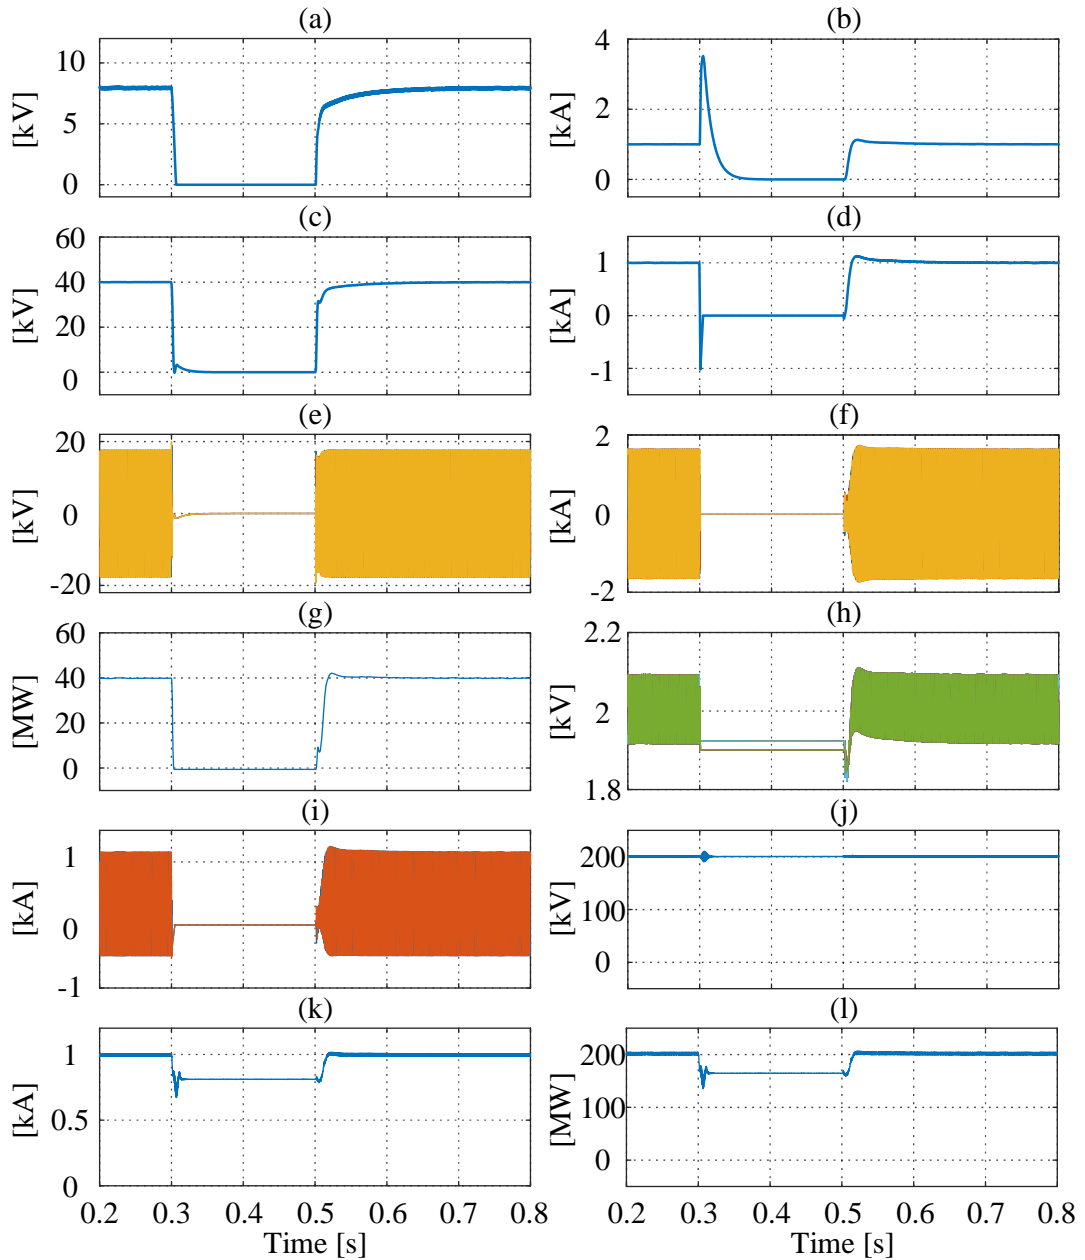 (a)
(b)
10
5
0
[kV]
4
2
0
[kA]
(c)
(d)
60
40
20
0
[kV]
1
0
-1
[kA]
(e)
(f)
20
0
-20
[kV]
2
0
-2
[kA]
(g)
(h)
60
40
20
0
[MW]
2.2
2
1.8
[kV]
(i)
(j)
1
0
-1
[kA]
200
100
0
[kV]
(k)
(l)
1
0.5
0
[kA]
200
100
0
[MW]
0.2 0.3 0.4 0.5 0.6 0.7 0.8
0.2 0.3 0.4 0.5 0.6 0.7 0.8
Time [s]
Time [s]